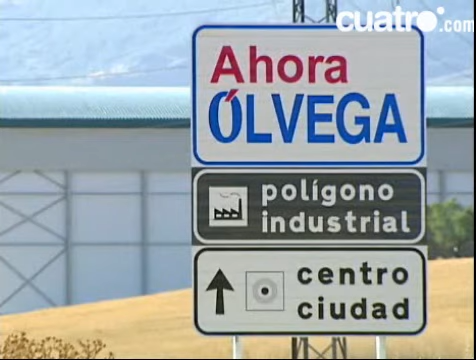 cuatro.com
Ahora
ÓLVEGA
polígono
industrial
centro
ciudad